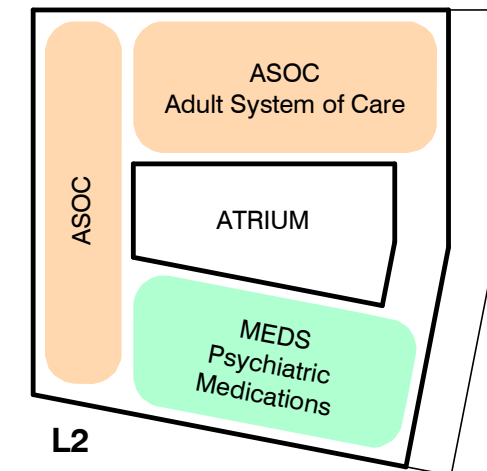 ASOC
Adult System of Care
ASOC
ATRIUM
MEDS
Psychiatric
Medications
L2